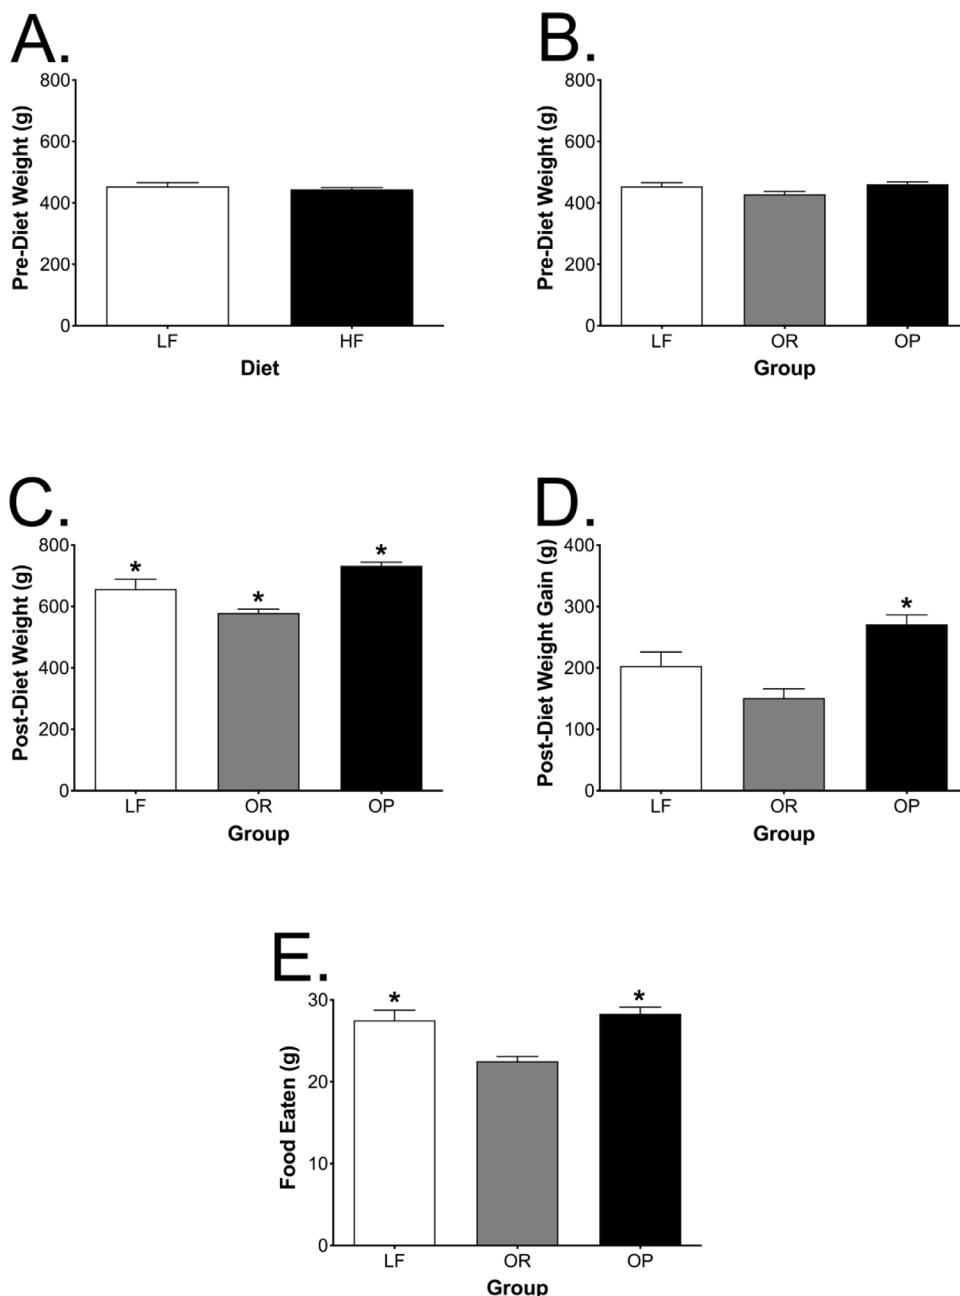 A.
Pre-Diet Weight (g)
800
600
400
200
0
LF HF
Diet
B.
Pre-Diet Weight (g)
800
600
400
200
0
LF OR OP
Group
C.
Post-Diet Weight (g)
800
600
400
200
0
* * *
LF OR OP
Group
D.
Post-Diet Weight Gain (g)
400
300
200
100
0
*
LF OR OP
Group
E.
Food Eaten (g)
30
20
10
0
* *
LF OR OP
Group